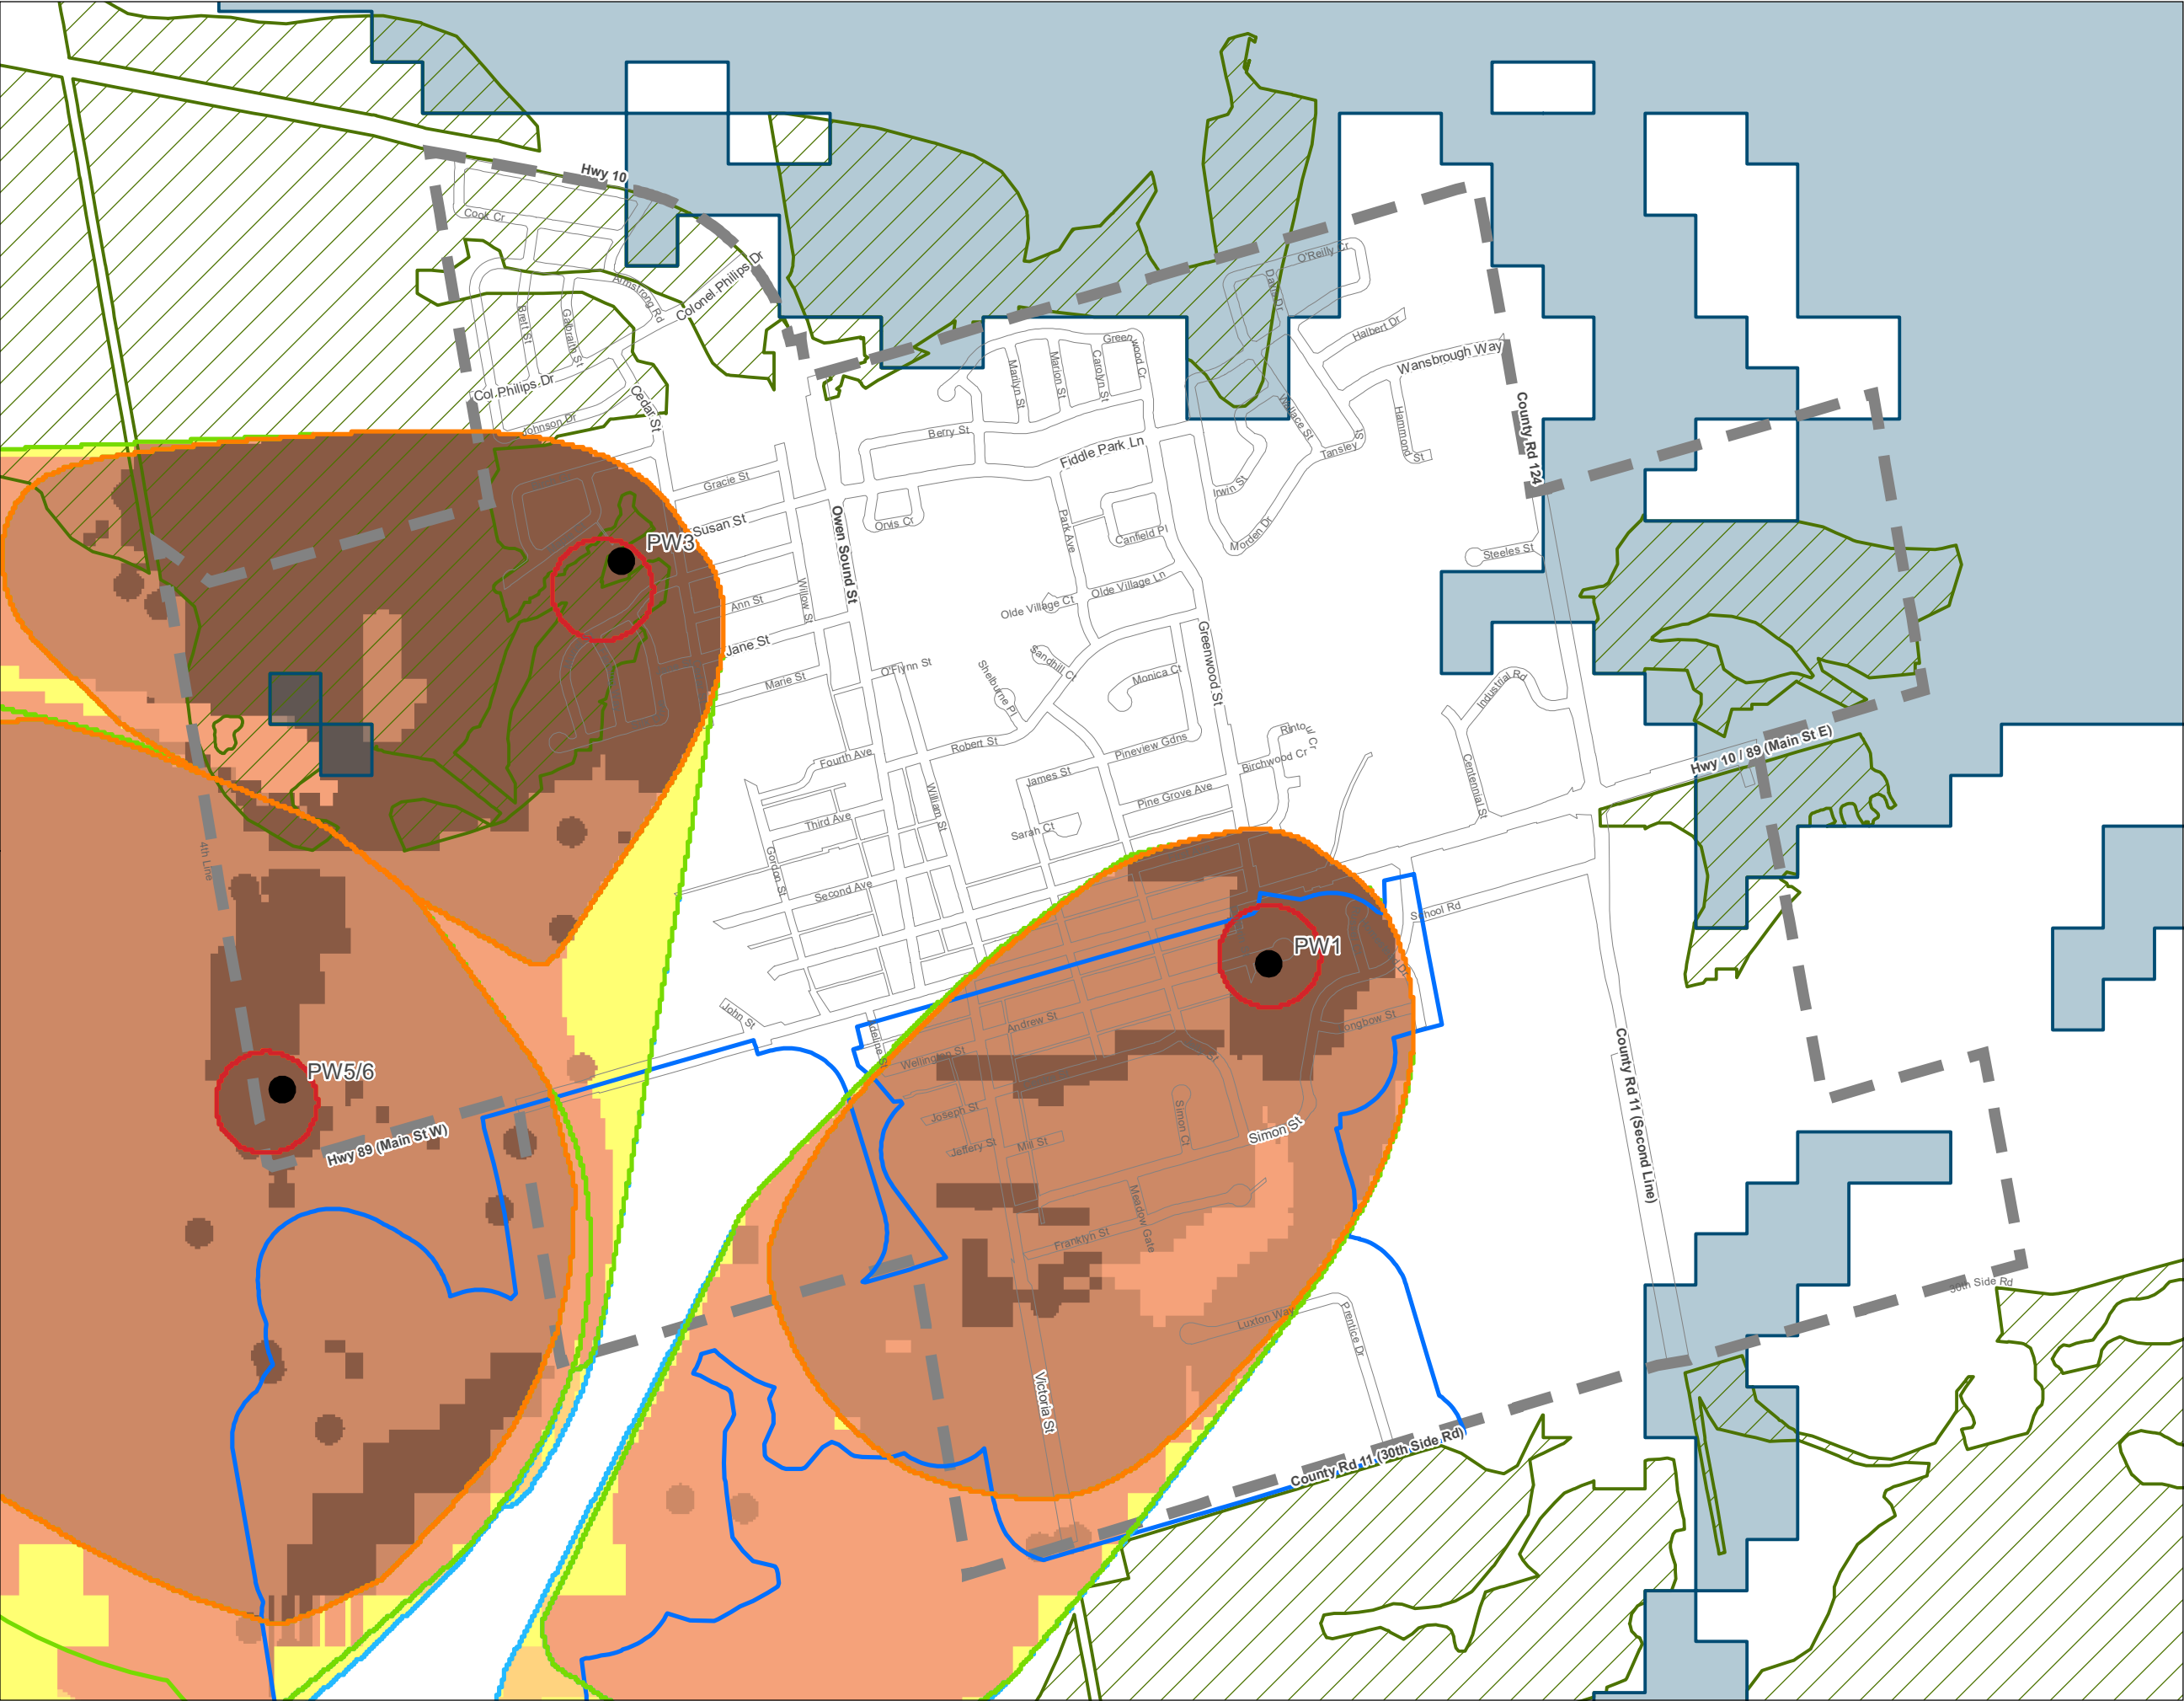 Hwy 10
Cook Cr
Colonel Philips Dr
Armstrong Rd
Brett St
Galbraith St
O'Reilly Cr
Halbert Dr
Wansbrough Way
Greenwood Cr
Marilyn St
Marion St
Carolyn St
Col Philips Dr
Johnson Dr
Cedar St
Berry St
Fiddle Park Ln
Wallace St
Tansley St
Hammond St
County Rd 124
Gracie St
Irwin St
Susan St
Orvis Cr
Owen Sound St
Park Ave
Canfield Pl
Morden Dr
Steeles St
PW3
Ann St
Willow St
Olde Village Ln
Olde Village Ct
Jane St
Greenwood St
Marie St
O'Flynn St
Shelburne Pl
Sandhill Ct
Monica Ct
Industrial Rd
Robert St
Pineview Gdns
Rintoul Cr
Birchwood Cr
Hwy 10 / 89 (Main St E)
Fourth Ave
James St
Pine Grove Ave
Centennial St
Third Ave
William St
Sarah Ct
4th Line
Gordon St
Second Ave
School Rd
PW1
John St
Andrew St
Longbow St
Wellington St
County Rd 11 (Second Line)
PW5/6
Joseph St
Hwy 89 (Main St W)
Jeffery St
Mill St
Simon Ct
Simon St
Meadow Gate
Franklyn St
30th Side Rd
Luxton Way
Prentice Dr
Victoria St
County Rd 11 (30th Side Rd)